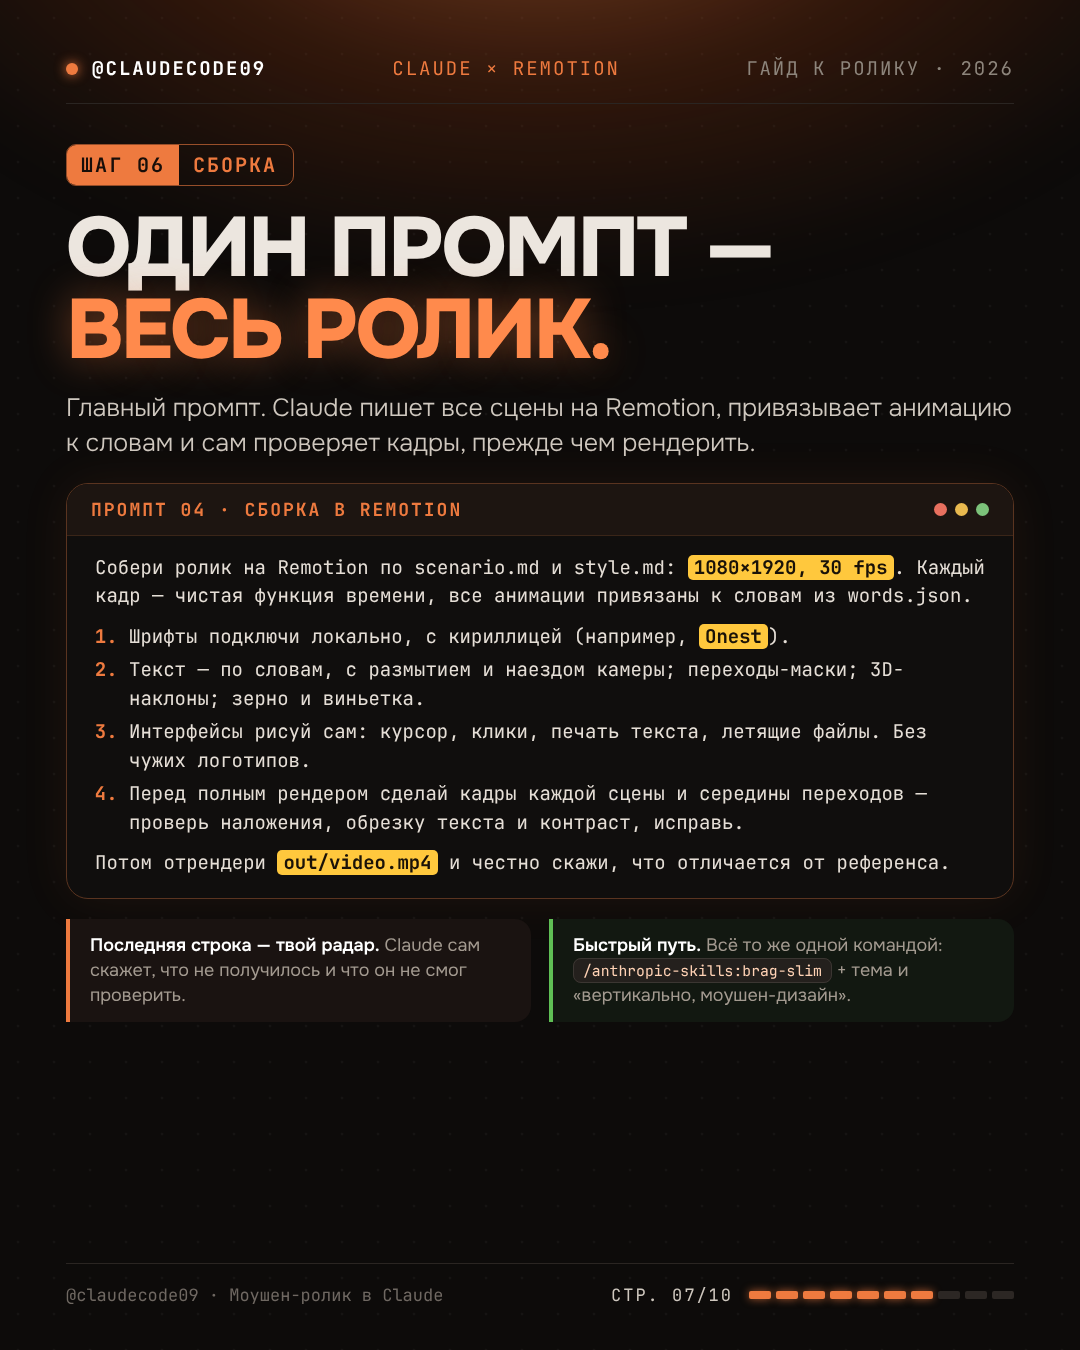 @CLAUDECODE09
CLAUDE × REMOTION
ГАЙД К РОЛИКУ · 2026
ШАГ 06 СБОРКА
ОДИН ПРОМПТ —
ВЕСЬ РОЛИК.
Главный промпт. Claude пишет все сцены на Remotion, привязывает анимацию
к словам и сам проверяет кадры, прежде чем рендерить.
ПРОМПТ 04 · СБОРКА В REMOTION
Собери ролик на Remotion по scenario.md и style.md: 1080×1920, 30 fps. Каждый
кадр — чистая функция времени, все анимации привязаны к словам из words.json.
1. Шрифты подключи локально, с кириллицей (например, Onest).
2. Текст — по словам, с размытием и наездом камеры; переходы-маски; 3D-
наклоны; зерно и виньетка.
3. Интерфейсы рисуй сам: курсор, клики, печать текста, летящие файлы. Без
чужих логотипов.
4. Перед полным рендером сделай кадры каждой сцены и середины переходов —
проверь наложения, обрезку текста и контраст, исправь.
Потом отрендери out/video.mp4 и честно скажи, что отличается от референса.
Последняя строка — твой радар. Claude сам
скажет, что не получилось и что он не смог
проверить.
Быстрый путь. Всё то же одной командой:
/anthropic-skills:brag-slim + тема и
«вертикально, моушен-дизайн».
@claudecode09 · Моушен-ролик в Claude
СТР. 07/10